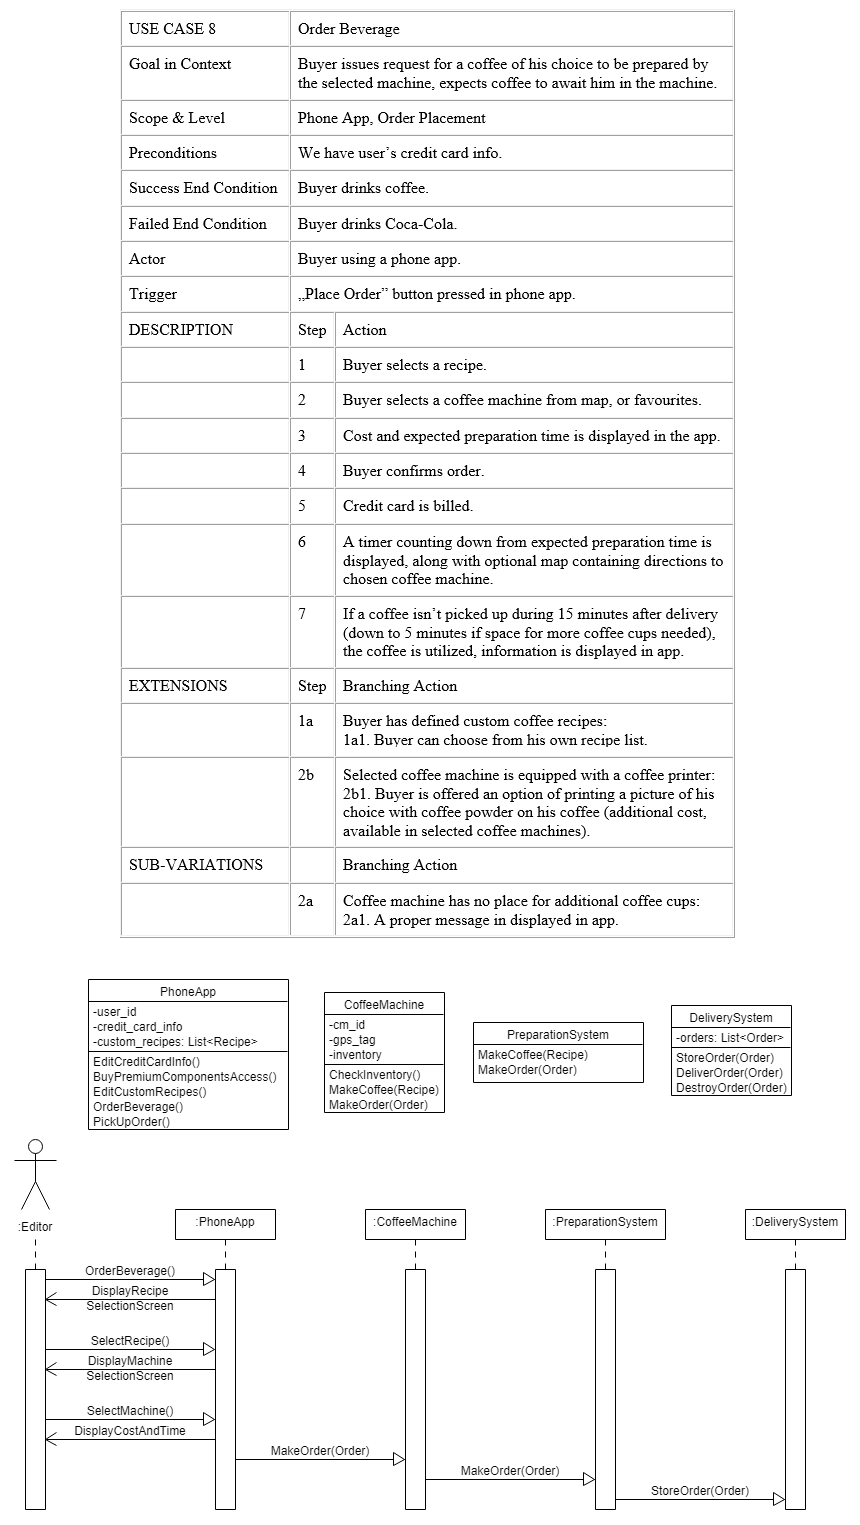 USE CASE 8
Order Beverage
Goal in Context
Buyer issues request for a coffee of his choice to be prepared by
the selected machine, expects coffee to await him in the machine.
Scope & Level
Phone App, Order Placement
Preconditions
We have user's credit card info.
Success End Condition
Buyer drinks coffee.
Failed End Condition
Buyer drinks Coca-Cola.
Actor
Buyer using a phone app.
Trigger
„Place Order” button pressed in phone app.
DESCRIPTION
Step
Action
1
Buyer selects a recipe.
2
Buyer selects a coffee machine from map, or favourites.
3
Cost and expected preparation time is displayed in the app.
4
Buyer confirms order.
5
Credit card is billed.
6
A timer counting down from expected preparation time is
displayed, along with optional map containing directions to
chosen coffee machine.
7
If a coffee isn't picked up during 15 minutes after delivery
(down to 5 minutes if space for more coffee cups needed),
the coffee is utilized, information is displayed in app.
EXTENSIONS
Step
Branching Action
1a
Buyer has defined custom coffee recipes:
1a1. Buyer can choose from his own recipe list.
2b
Selected coffee machine is equipped with a coffee printer:
2b1. Buyer is offered an option of printing a picture of his
choice with coffee powder on his coffee (additional cost,
available in selected coffee machines).
SUB-VARIATIONS
Branching Action
2a
Coffee machine has no place for additional coffee cups:
2a1. A proper message in displayed in app.
PhoneApp
-user_id
-credit_card_info
-custom_recipes: List<Recipe>
EditCreditCardInfo()
BuyPremiumComponentsAccess()
EditCustomRecipes()
OrderBeverage()
PickUpOrder()
CoffeeMachine
-cm_id
-gps_tag
-inventory
CheckInventory()
MakeCoffee(Recipe)
MakeOrder(Order)
PreparationSystem
MakeCoffee(Recipe)
MakeOrder(Order)
DeliverySystem
-orders: List<Order>
StoreOrder(Order)
DeliverOrder(Order)
DestroyOrder(Order)
:Editor
:PhoneApp
:CoffeeMachine
:PreparationSystem
:DeliverySystem
OrderBeverage()
DisplayRecipe
SelectionScreen
SelectRecipe()
DisplayMachine
SelectionScreen
SelectMachine()
DisplayCostAndTime
MakeOrder(Order)
MakeOrder(Order)
StoreOrder(Order)